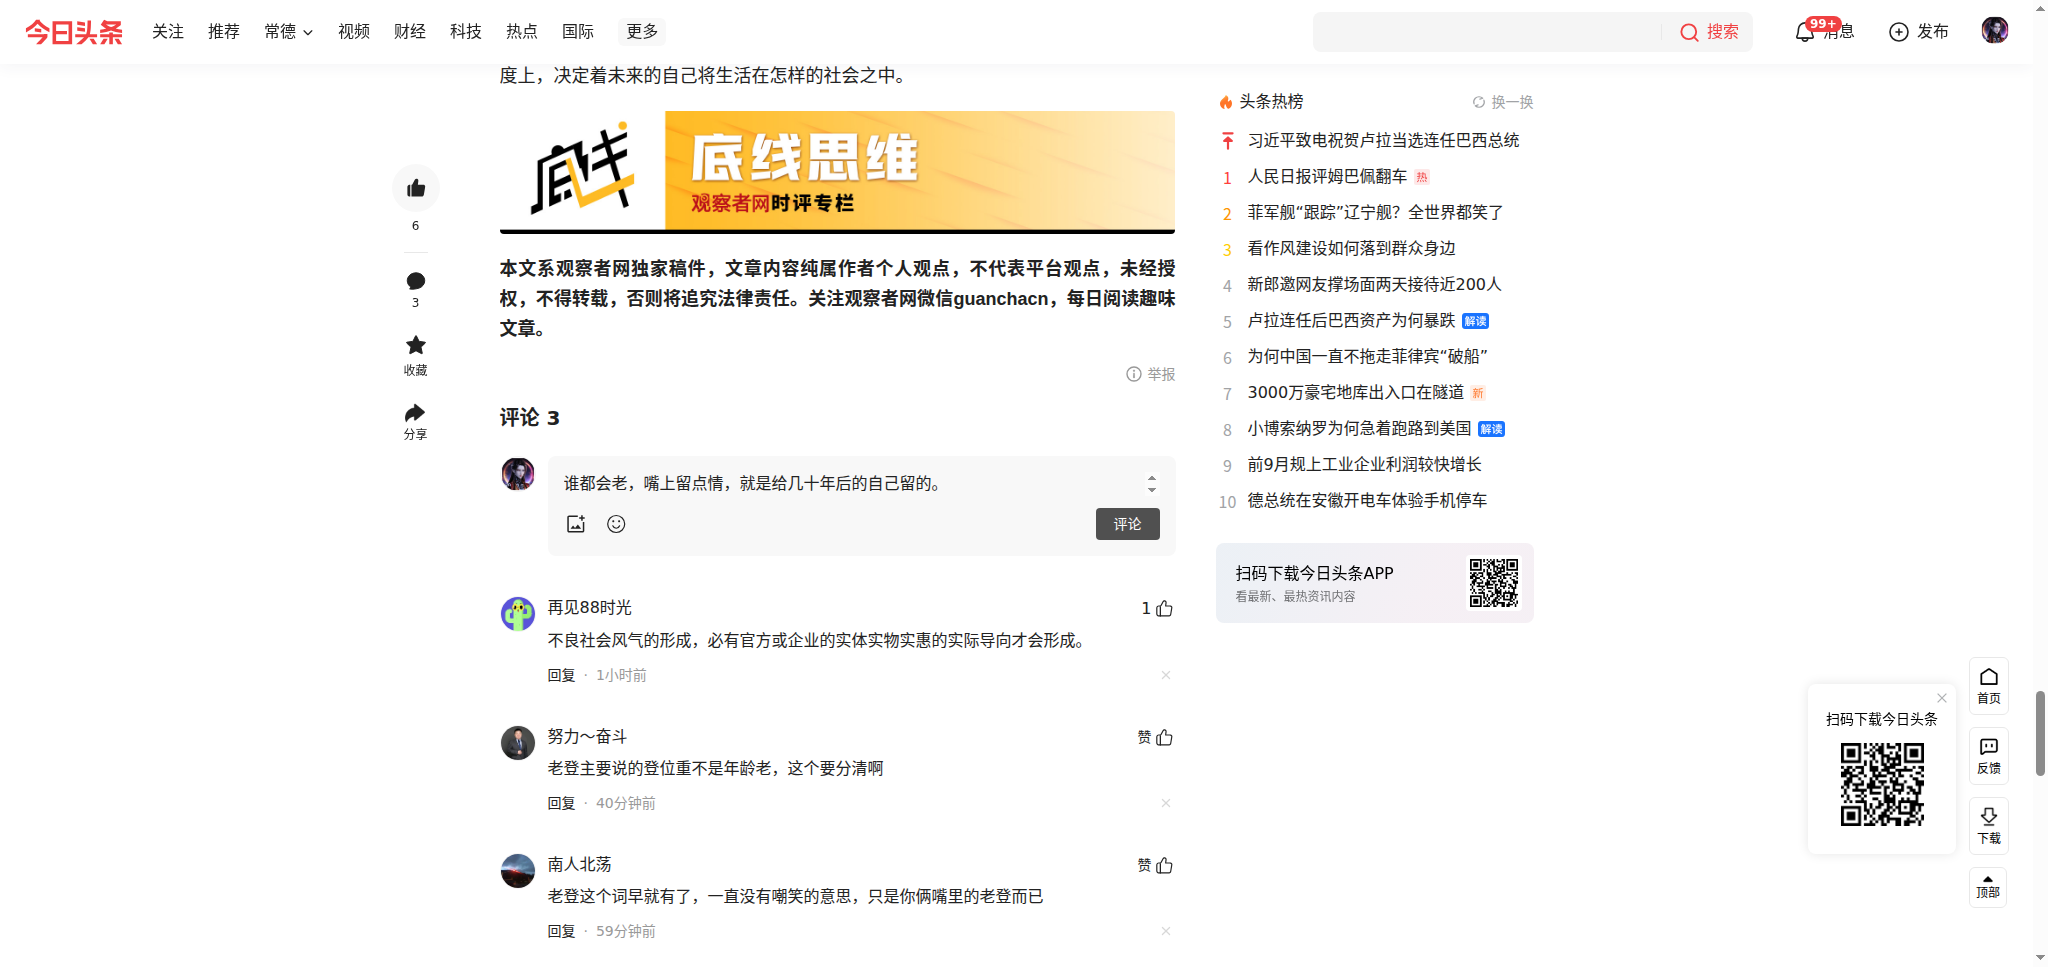 今日头条
关注
推荐
常德
视频
财经
科技
热点
国际
更多
搜索
99+
消息
发布
度上，决定着未来的自己将生活在怎样的社会之中。
底线
底线思维
观察者网时评专栏
本文系观察者网独家稿件，文章内容纯属作者个人观点，不代表平台观点，未经授
权，不得转载，否则将追究法律责任。关注观察者网微信guanchacn，每日阅读趣味
文章。
举报
6
3
收藏
分享
评论 3
谁都会老，嘴上留点情，就是给几十年后的自己留的。
评论
再见88时光
1
不良社会风气的形成，必有官方或企业的实体实物实惠的实际导向才会形成。
回复 · 1小时前
努力～奋斗
赞
老登主要说的登位重不是年龄老，这个要分清啊
回复 · 40分钟前
南人北荡
赞
老登这个词早就有了，一直没有嘲笑的意思，只是你俩嘴里的老登而已
回复 · 59分钟前
头条热榜
换一换
习近平致电祝贺卢拉当选连任巴西总统
1 人民日报评姆巴佩翻车 热
2 菲军舰“跟踪”辽宁舰？全世界都笑了
3 看作风建设如何落到群众身边
4 新郎邀网友撑场面两天接待近200人
5 卢拉连任后巴西资产为何暴跌 解读
6 为何中国一直不拖走菲律宾“破船”
7 3000万豪宅地库出入口在隧道 新
8 小博索纳罗为何急着跑路到美国 解读
9 前9月规上工业企业利润较快增长
10 德总统在安徽开电车体验手机停车
扫码下载今日头条APP
看最新、最热资讯内容
扫码下载今日头条
首页
反馈
下载
顶部